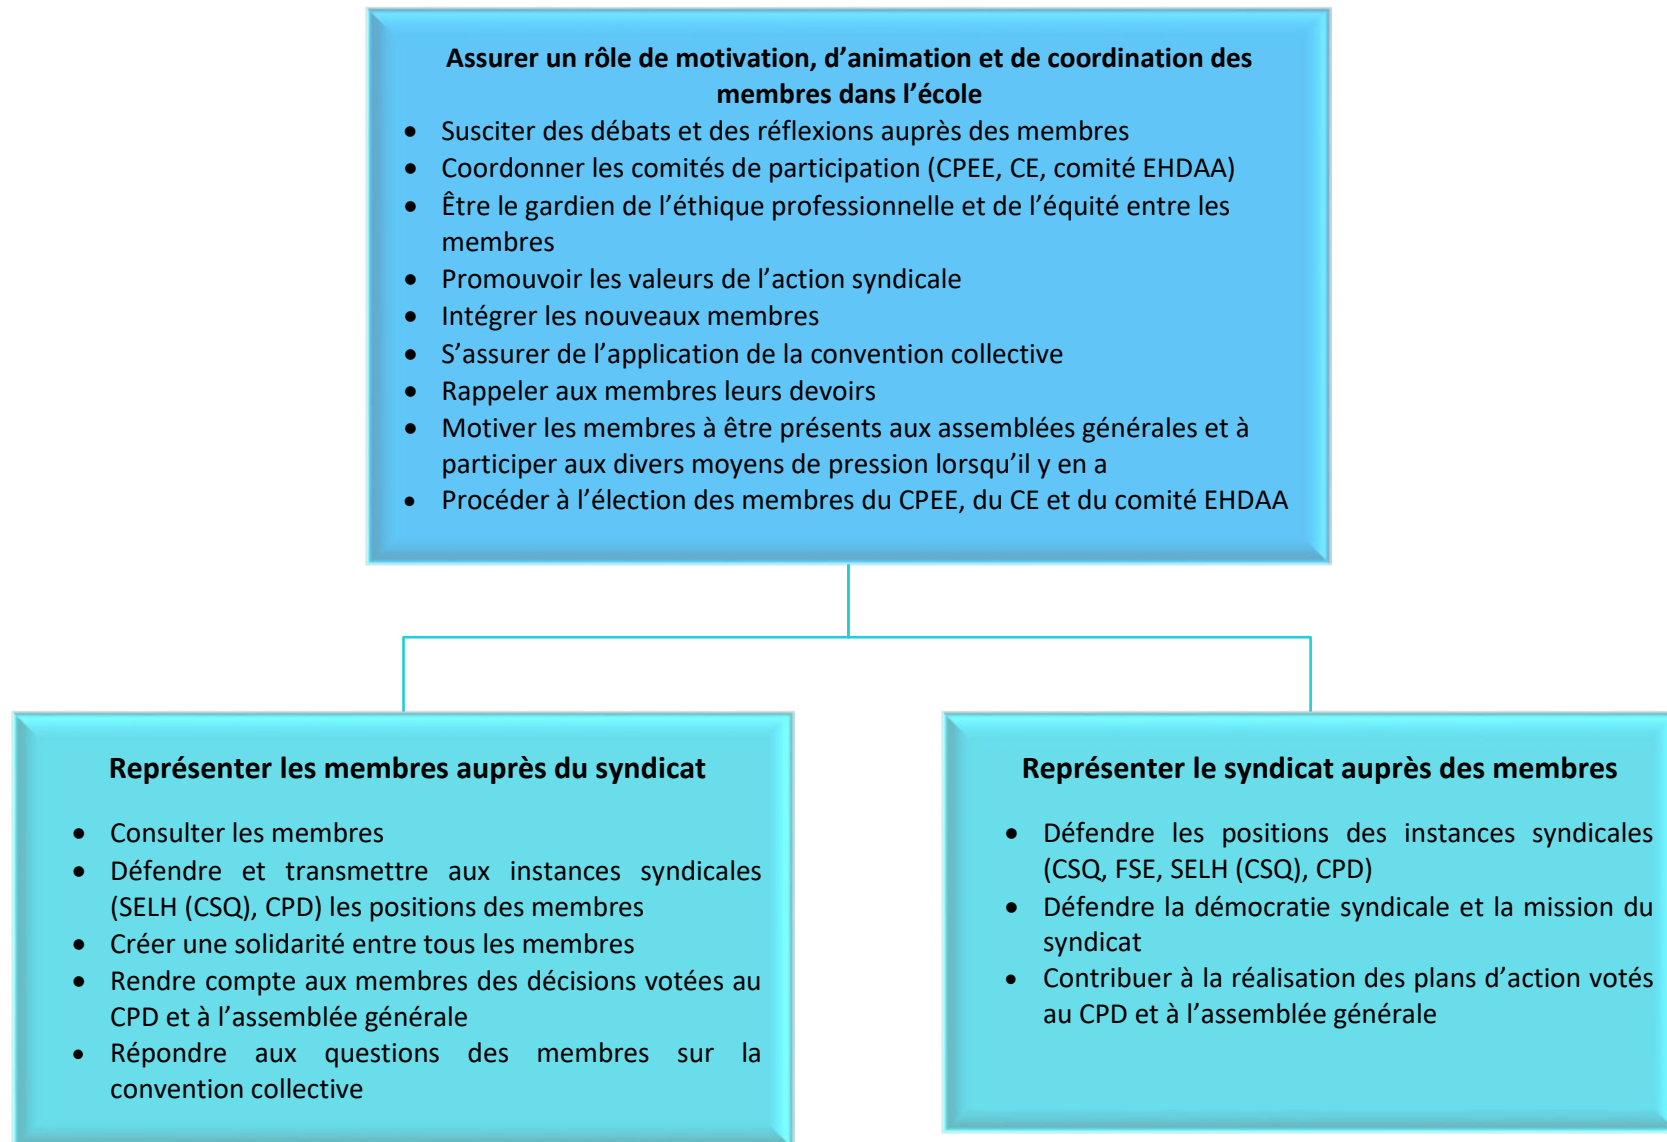 Assurer un rôle de motivation, d’animation et de coordination des
membres dans l’école
• Susciter des débats et des réflexions auprès des membres
• Coordonner les comités de participation (CPEE, CE, comité EHDAA)
• Être le gardien de l’éthique professionnelle et de l’équité entre les
membres
• Promouvoir les valeurs de l’action syndicale
• Intégrer les nouveaux membres
• S’assurer de l’application de la convention collective
• Rappeler aux membres leurs devoirs
• Motiver les membres à être présents aux assemblées générales et à
participer aux divers moyens de pression lorsqu’il y en a
• Procéder à l’élection des membres du CPEE, du CE et du comité EHDAA
Représenter les membres auprès du syndicat
• Consulter les membres
• Défendre et transmettre aux instances syndicales
(SELH (CSQ), CPD) les positions des membres
• Créer une solidarité entre tous les membres
• Rendre compte aux membres des décisions votées au
CPD et à l’assemblée générale
• Répondre aux questions des membres sur la
convention collective
Représenter le syndicat auprès des membres
• Défendre les positions des instances syndicales
(CSQ, FSE, SELH (CSQ), CPD)
• Défendre la démocratie syndicale et la mission du
syndicat
• Contribuer à la réalisation des plans d’action votés
au CPD et à l’assemblée générale